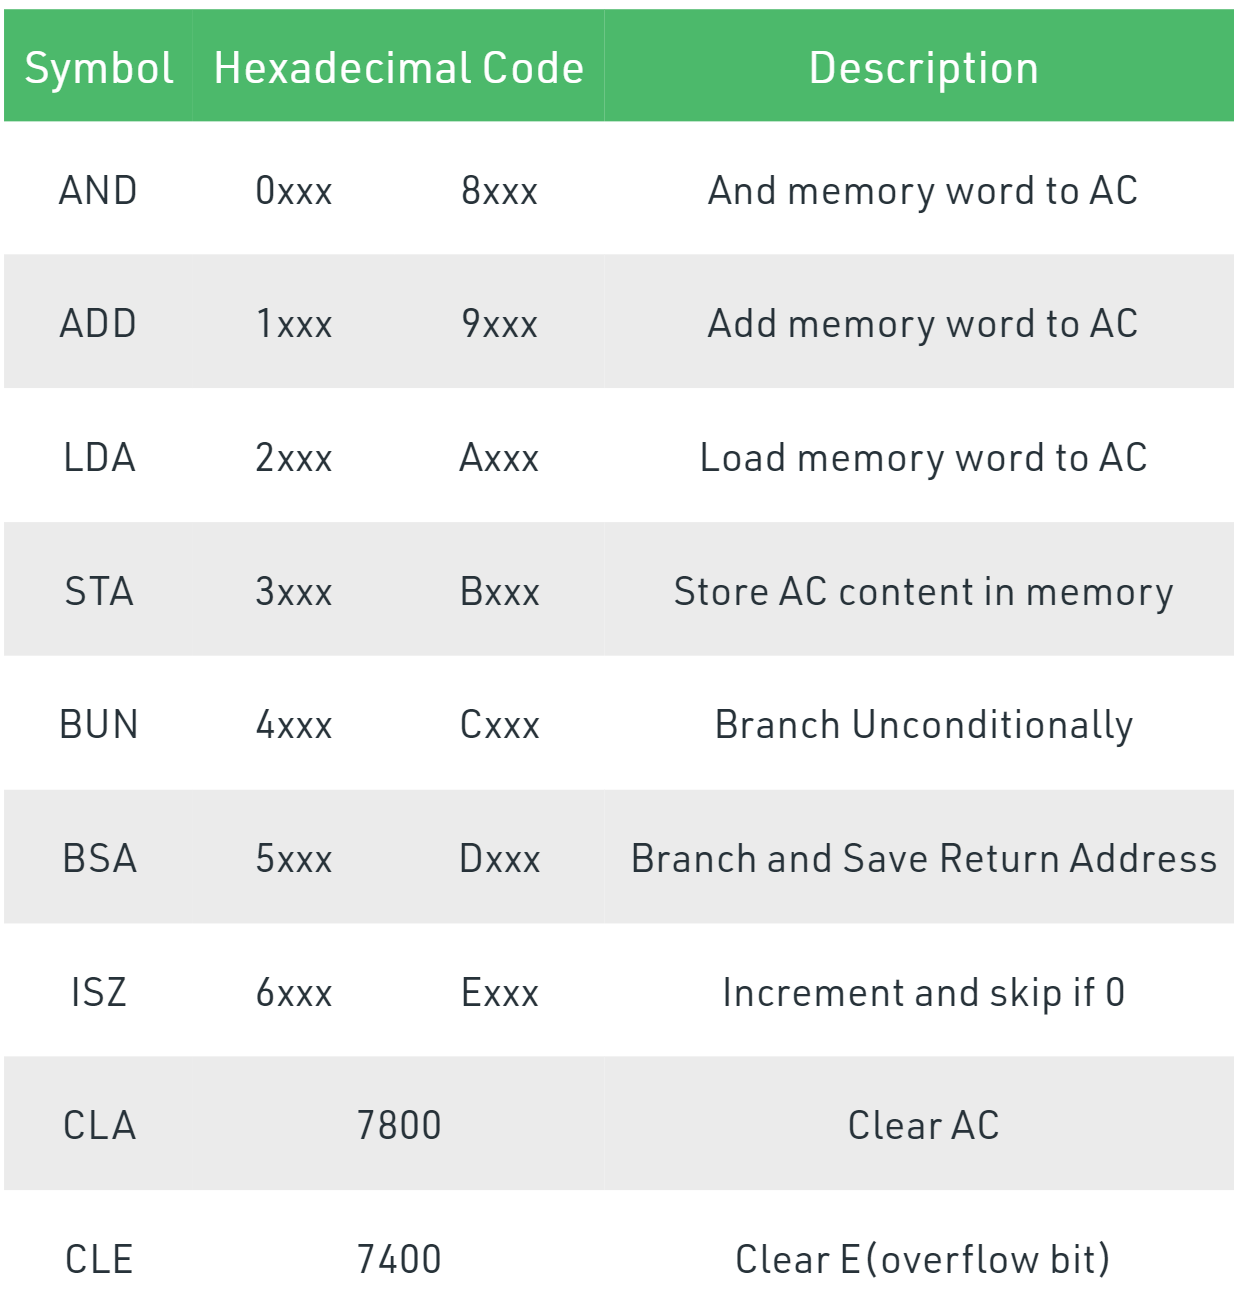 Symbol Hexadecimal Code Description
AND 0xxx 8xxx And memory word to AC
ADD 1xxx 9xxx Add memory word to AC
LDA 2xxx Axxx Load memory word to AC
STA 3xxx Bxxx Store AC content in memory
BUN 4xxx Cxxx Branch Unconditionally
BSA 5xxx Dxxx Branch and Save Return Address
ISZ 6xxx Exxx Increment and skip if 0
CLA 7800 Clear AC
CLE 7400 Clear E(overflow bit)